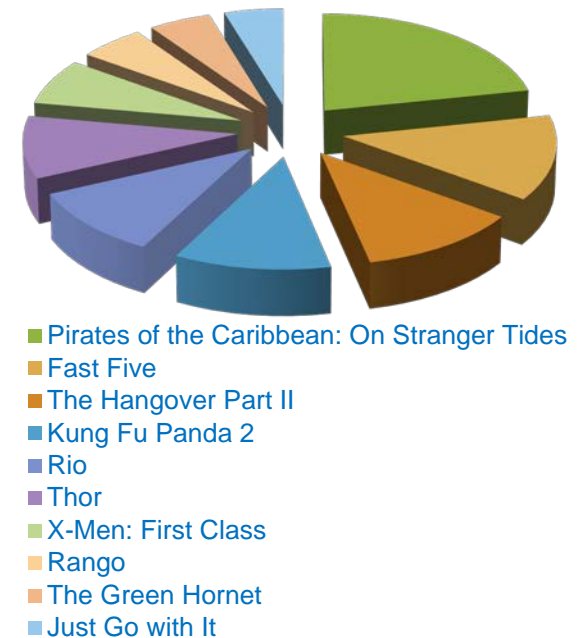 Pirates of the Caribbean: On Stranger Tides
Fast Five
The Hangover Part II
Kung Fu Panda 2
Rio
Thor
X-Men: First Class
Rango
The Green Hornet
Just Go with It